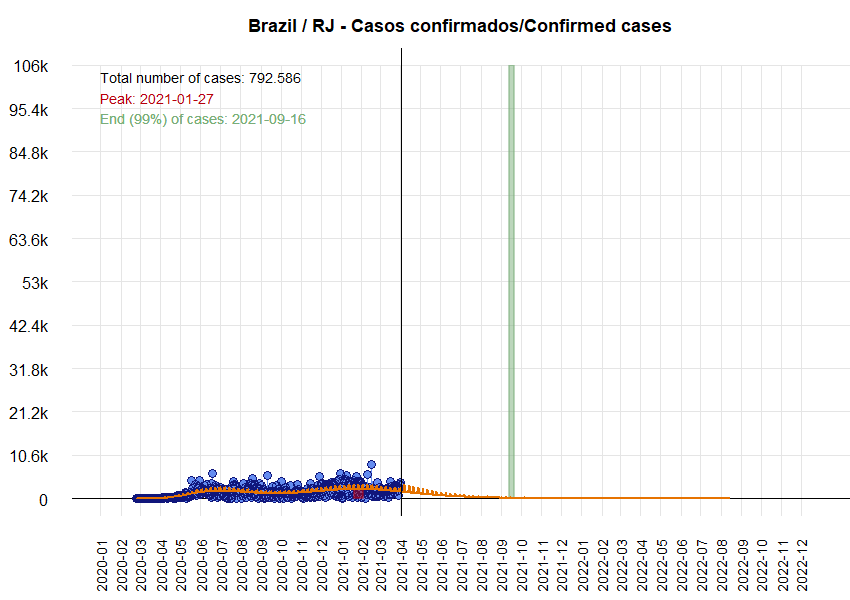 Brazil / RJ - Casos confirmados/Confirmed cases
106k
95.4k
84.8k
74.2k
63.6k
53k
42.4k
31.8k
21.2k
10.6k
0
Total number of cases: 792.586
Peak: 2021-01-27
End (99%) of cases: 2021-09-16
2020-01
2020-02
2020-03
2020-04
2020-05
2020-06
2020-07
2020-08
2020-09
2020-10
2020-11
2020-12
2021-01
2021-02
2021-03
2021-04
2021-05
2021-06
2021-07
2021-08
2021-09
2021-10
2021-11
2021-12
2022-01
2022-02
2022-03
2022-04
2022-05
2022-06
2022-07
2022-08
2022-09
2022-10
2022-11
2022-12